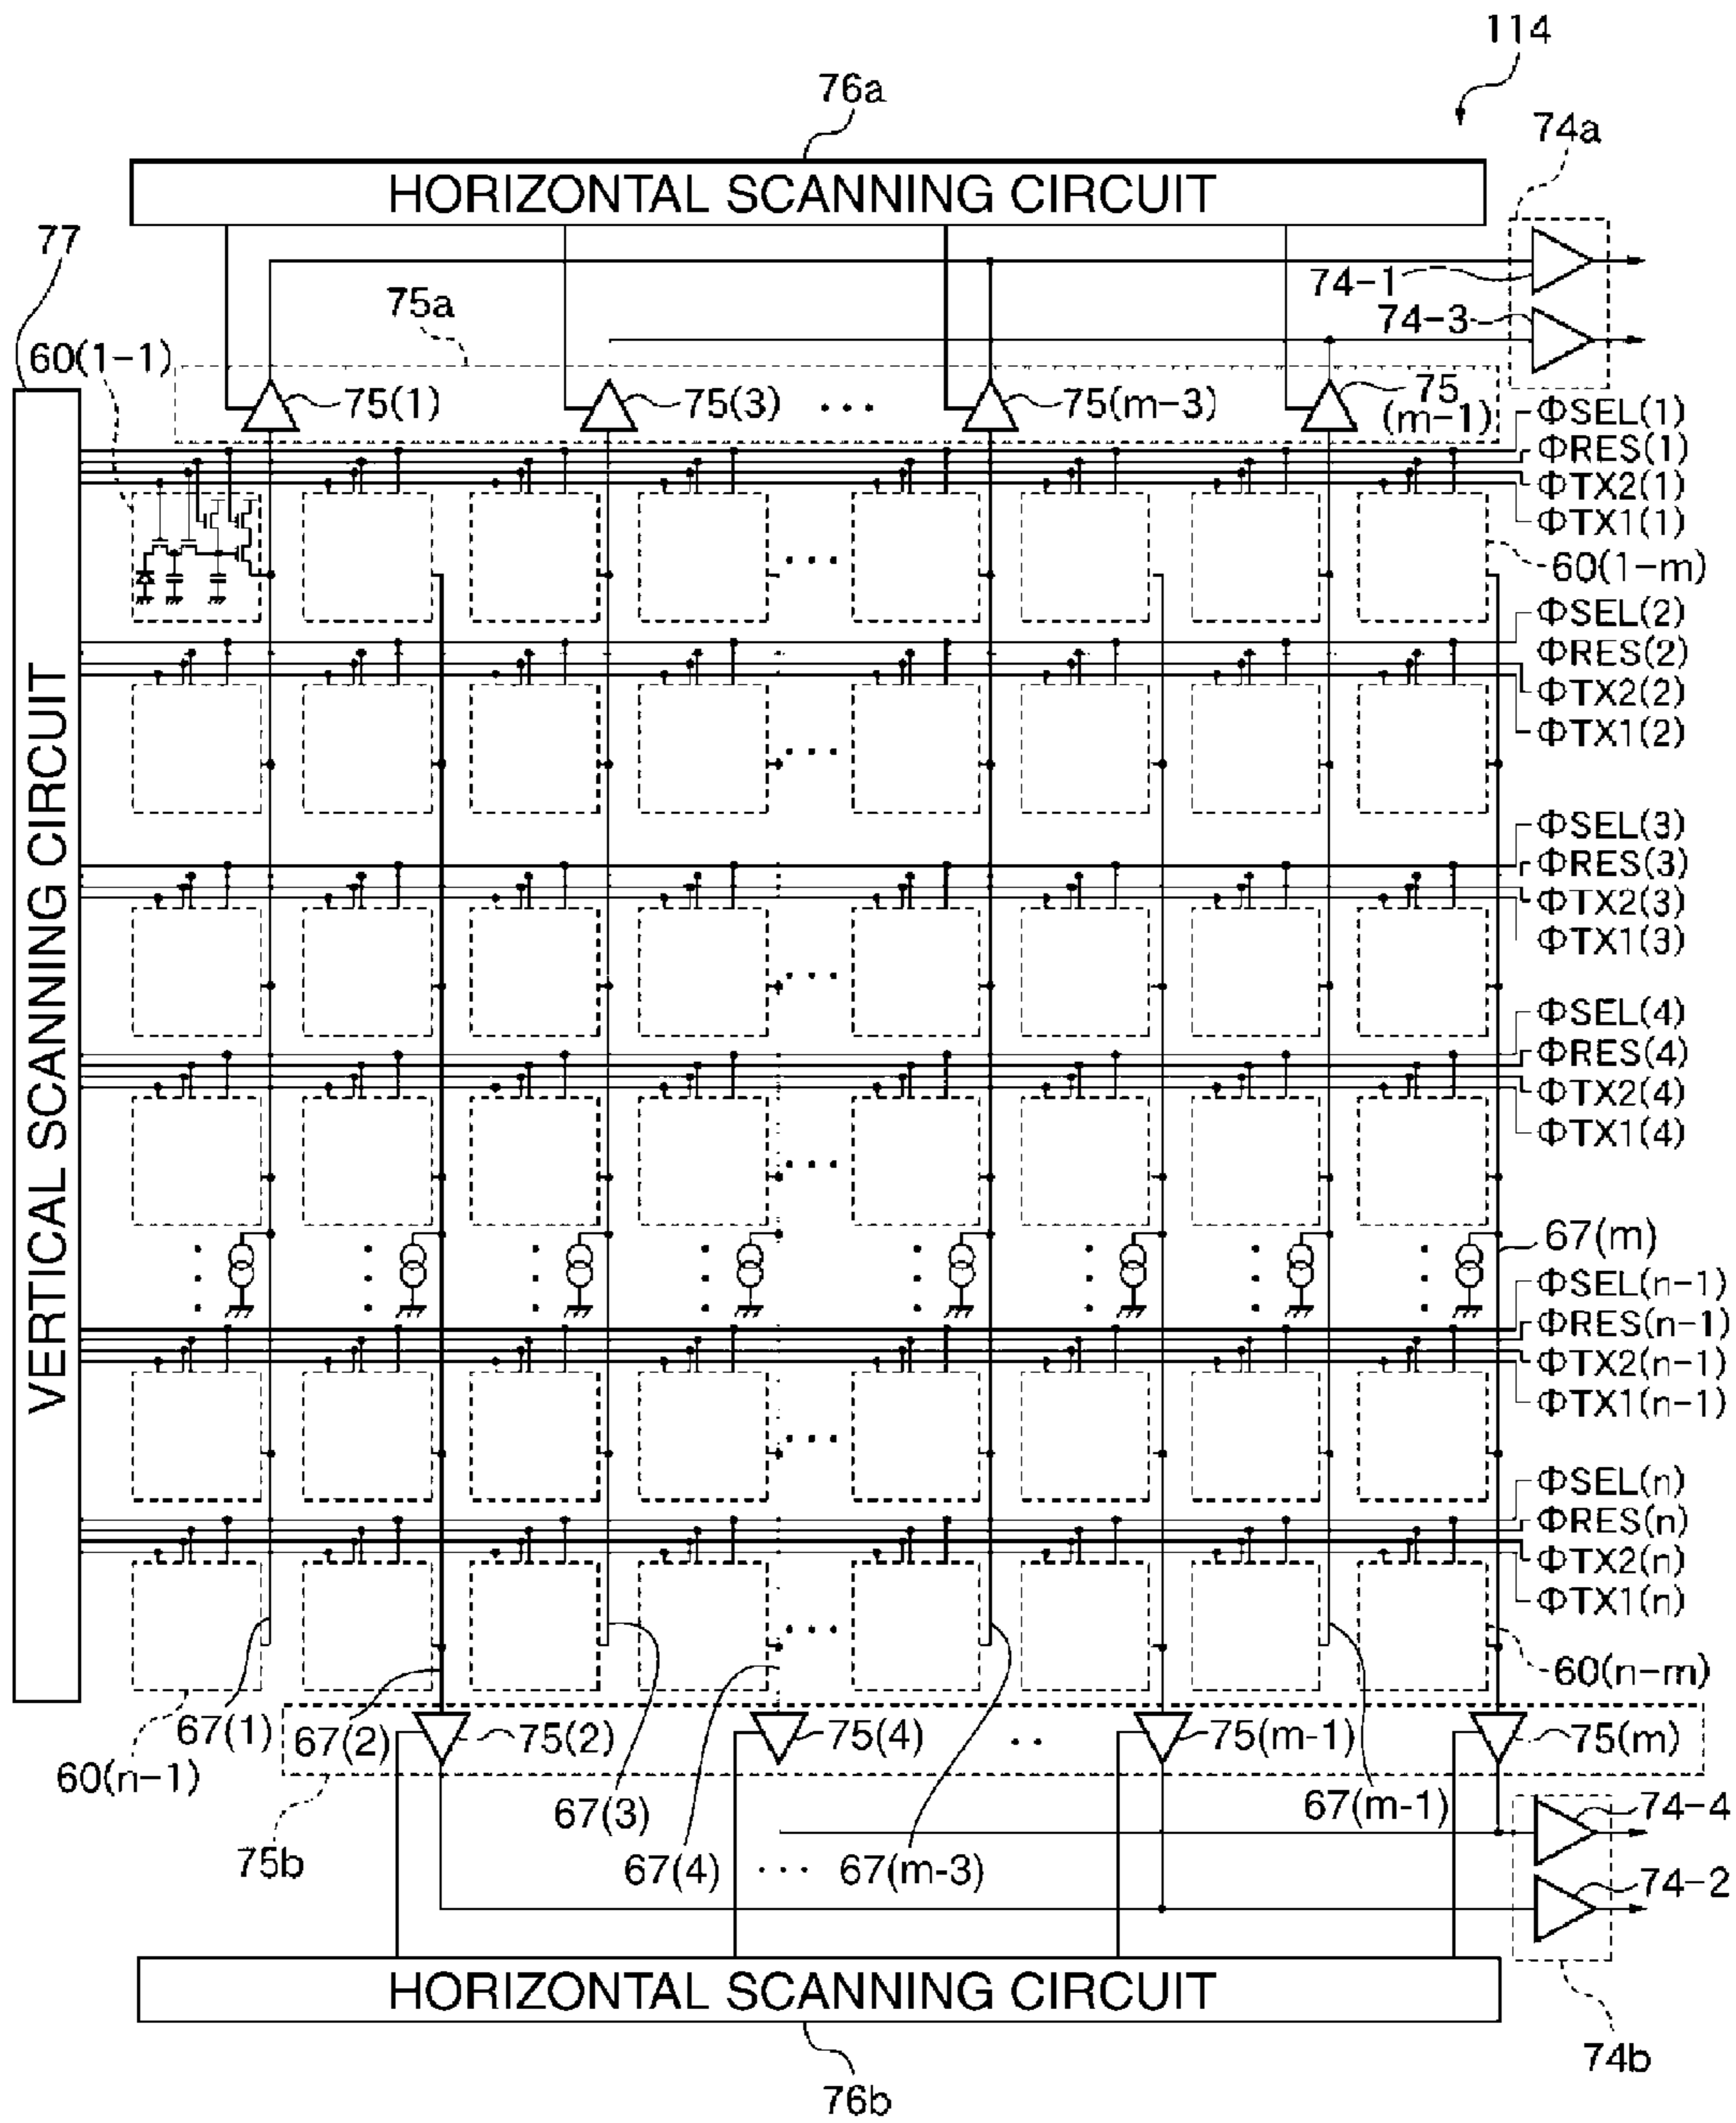 114
76a
74a
HORIZONTAL SCANNING CIRCUIT
77
74-1
75a
74-3
60(1-1)
75(1)
75(3)
...
75(m-3)
75
(m-1)
ΦSEL(1)
ΦRES(1)
ΦTX2(1)
ΦTX1(1)
...
60(1-m)
ΦSEL(2)
ΦRES(2)
ΦTX2(2)
ΦTX1(2)
...
VERTICAL SCANNING CIRCUIT
ΦSEL(3)
ΦRES(3)
ΦTX2(3)
ΦTX1(3)
...
ΦSEL(4)
ΦRES(4)
ΦTX2(4)
ΦTX1(4)
...
67(m)
ΦSEL(n-1)
ΦRES(n-1)
ΦTX2(n-1)
ΦTX1(n-1)
...
ΦSEL(n)
ΦRES(n)
ΦTX2(n)
ΦTX1(n)
...
60(n-m)
67(1)
67(2)
75(2)
75(4)
..
75(m-1)
75(m)
60(n-1)
67(3)
67(m-1)
74-4
75b
67(4)
...
67(m-3)
74-2
HORIZONTAL SCANNING CIRCUIT
74b
76b